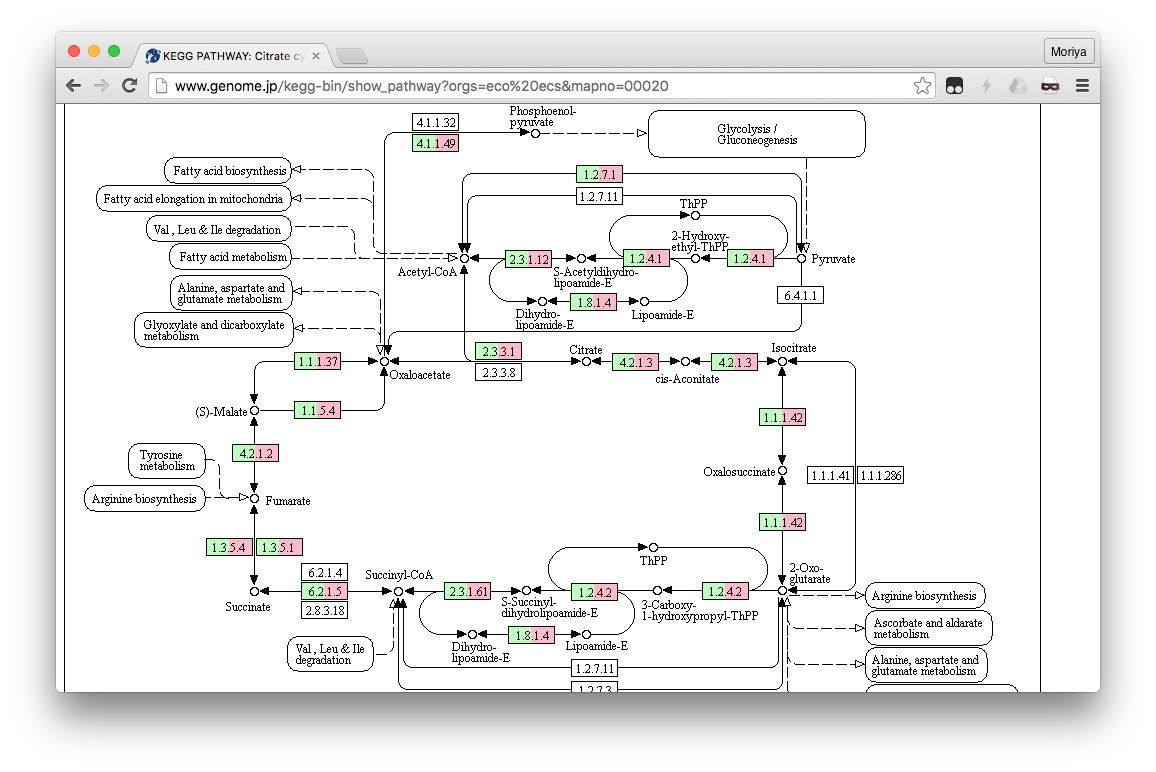 KEGG PATHWAY: Citrate cy
Moriya
www.genome.jp/kegg-bin/show_pathway?orgs=eco%20ecs&mapno=00020
Phosphoenol-
pyruvate
4.1.1.32
4.1.1.49
Glycolysis /
Gluconeogenesis
Fatty acid biosynthesis
Fatty acid elongation in mitochondria
Val , Leu & Ile degradation
Fatty acid metabolism
1.2.7.1
1.2.7.11
ThPP
2-Hydroxy-
ethyl-ThPP
2.3.1.12
1.2.4.1
1.2.4.1
Pyruvate
Acetyl-CoA
S-Acetyldihydro-
lipoamide-E
Alanine, aspartate and
glutamate metabolism
1.8.1.4
6.4.1.1
Dihydro-
lipoamide-E
Lipoamide-E
Glyoxylate and dicarboxylate
metabolism
1.1.1.37
Oxaloacetate
2.3.3.1
2.3.3.8
Citrate
4.2.1.3
cis-Aconitate
4.2.1.3
Isocitrate
(S)-Malate
1.1.5.4
1.1.1.42
4.2.1.2
Tyrosine
metabolism
Oxalosuccinate
1.1.1.41
1.1.1.286
Arginine biosynthesis
Fumarate
1.1.1.42
1.3.5.4
1.3.5.1
ThPP
6.2.1.4
Succinyl-CoA
2-Oxo-
glutarate
Succinate
6.2.1.5
2.3.1.61
1.2.4.2
1.2.4.2
2.8.3.18
S-Succinyl-
dihydrolipoamide-E
3-Carboxy-
1-hydroxypropyl-ThPP
Arginine biosynthesis
Ascorbate and aldarate
metabolism
1.8.1.4
Val , Leu & Ile
degradation
Dihydro-
lipoamide-E
Lipoamide-E
Alanine, aspartate and
glutamate metabolism
1.2.7.11
1.2.7.3